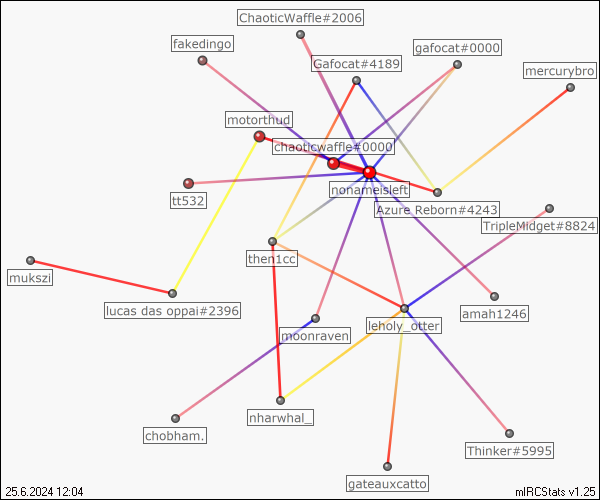 ChaoticWaffle#2006
fakedingo
gafocat#0000
Gafocat#4189
mercurybro
motorthud
chaoticwaffle#0000
nonameisleft
tt532
Azure Reborn#4243
TripleMidget#8824
then1cc
mukszi
lucas das oppai#2396
amah1246
leholy_otter
moonraven
nharwhal_
chobham.
Thinker#5995
gateauxcatto
25.6.2024 12:04
mIRCStats v1.25